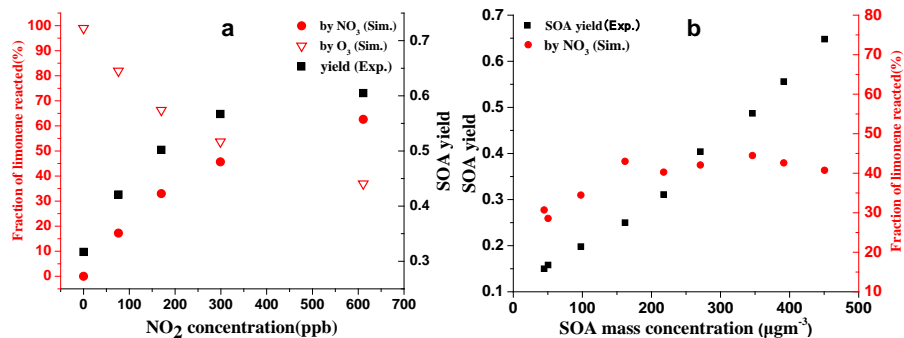 a
by NO₃ (Sim.)
by O₃ (Sim.)
yield (Exp.)
Fraction of limonene reacted(%)
100
90
80
70
60
50
40
30
20
10
0
0.7
0.6
0.5
0.4
0.3
SOA yield
0 100 200 300 400 500 600 700
NO₂ concentration(ppb)
b
SOA yield(Exp.)
by NO₃ (Sim.)
SOA yield
0.7
0.6
0.5
0.4
0.3
0.2
0.1
80
70
60
50
40
30
20
10
Fraction of limonene reacted(%)
0 100 200 300 400 500
SOA mass concentration (μgm⁻³)